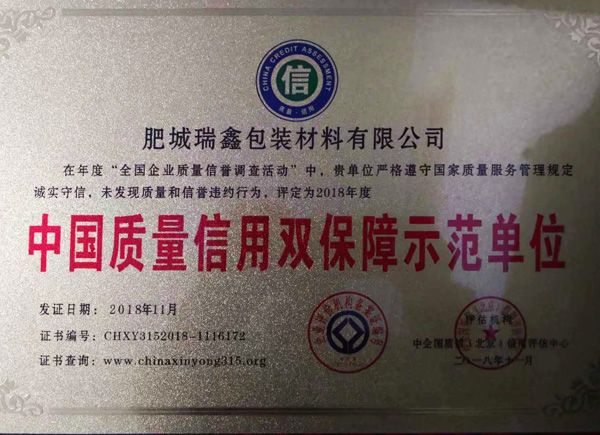 CHINA CREDIT ASSESSMENT
信
质量·信用
肥城瑞鑫包装材料有限公司
在年度“全国企业质量信誉调查活动”中，贵单位严格遵守国家质量服务管理规定
诚实守信，未发现质量和信誉违约行为，评定为2018年度
中国质量信用双保障示范单位
发证日期：2018年11月
证书编号：CHXY3152018-1116172
证书查询：www.chinaxinyong315.org
评估机构
中企国质信（北京）信用评估中心
二〇一八年十一月